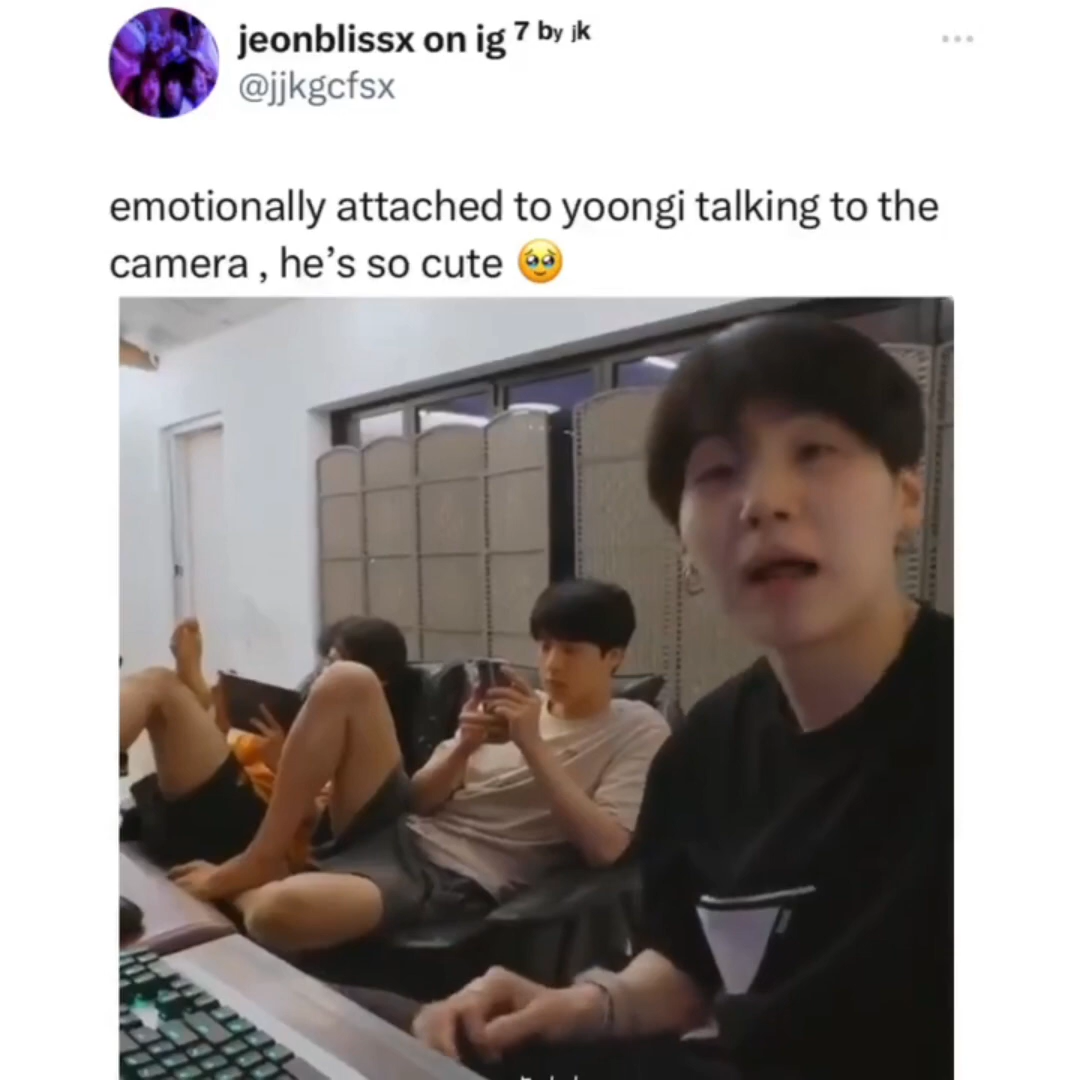 jeonblissx on ig ⁷ ᵇʸ ʲᵏ
@jjkgcfsx
emotionally attached to yoongi talking to the
camera , he’s so cute 🥹